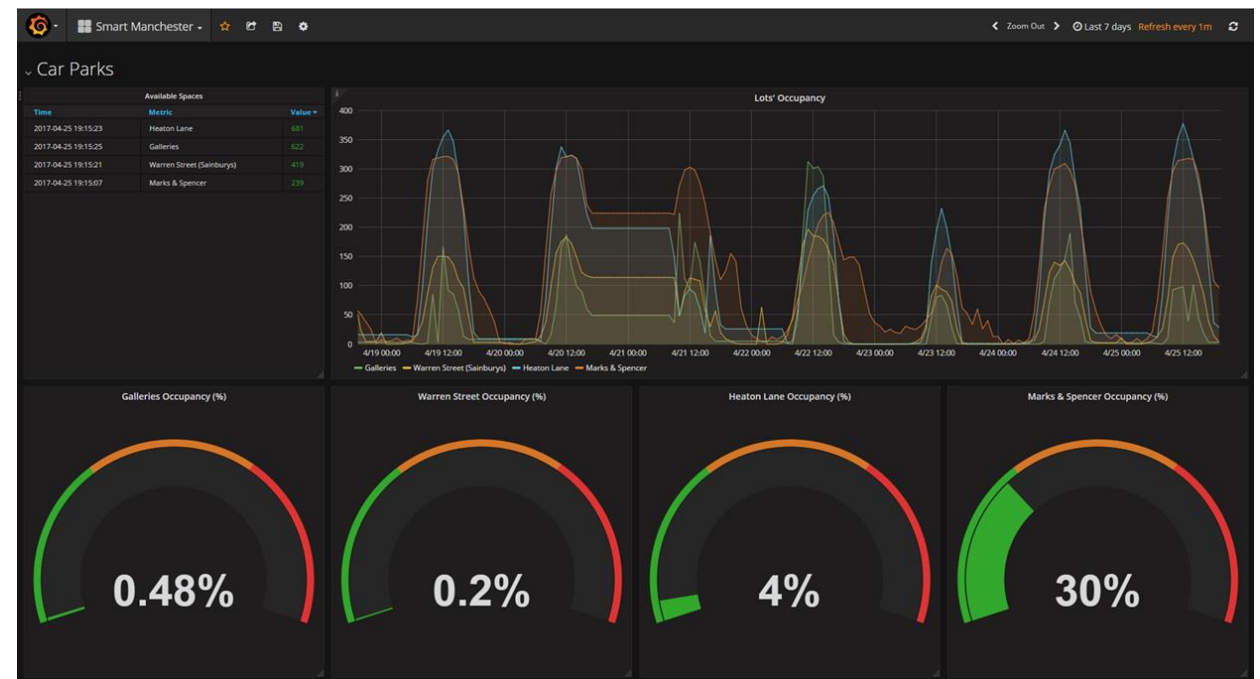 Smart Manchester
Zoom Out
Last 7 days Refresh every 1m
Car Parks
Available Spaces
Time Metric Value
2017-04-25 19:15:23 Heaton Lane 681
2017-04-25 19:15:25 Galleries 622
2017-04-25 19:15:21 Warren Street (Sainburys) 419
2017-04-25 19:15:07 Marks & Spencer 239
Lots' Occupancy
400
350
300
250
200
150
100
50
0
4/19 00:00 4/19 12:00 4/20 00:00 4/20 12:00 4/21 00:00 4/21 12:00 4/22 00:00 4/22 12:00 4/23 00:00 4/23 12:00 4/24 00:00 4/24 12:00 4/25 00:00 4/25 12:00
Galleries Warren Street (Sainburys) Heaton Lane Marks & Spencer
Galleries Occupancy (%)
0.48%
Warren Street Occupancy (%)
0.2%
Heaton Lane Occupancy (%)
4%
Marks & Spencer Occupancy (%)
30%